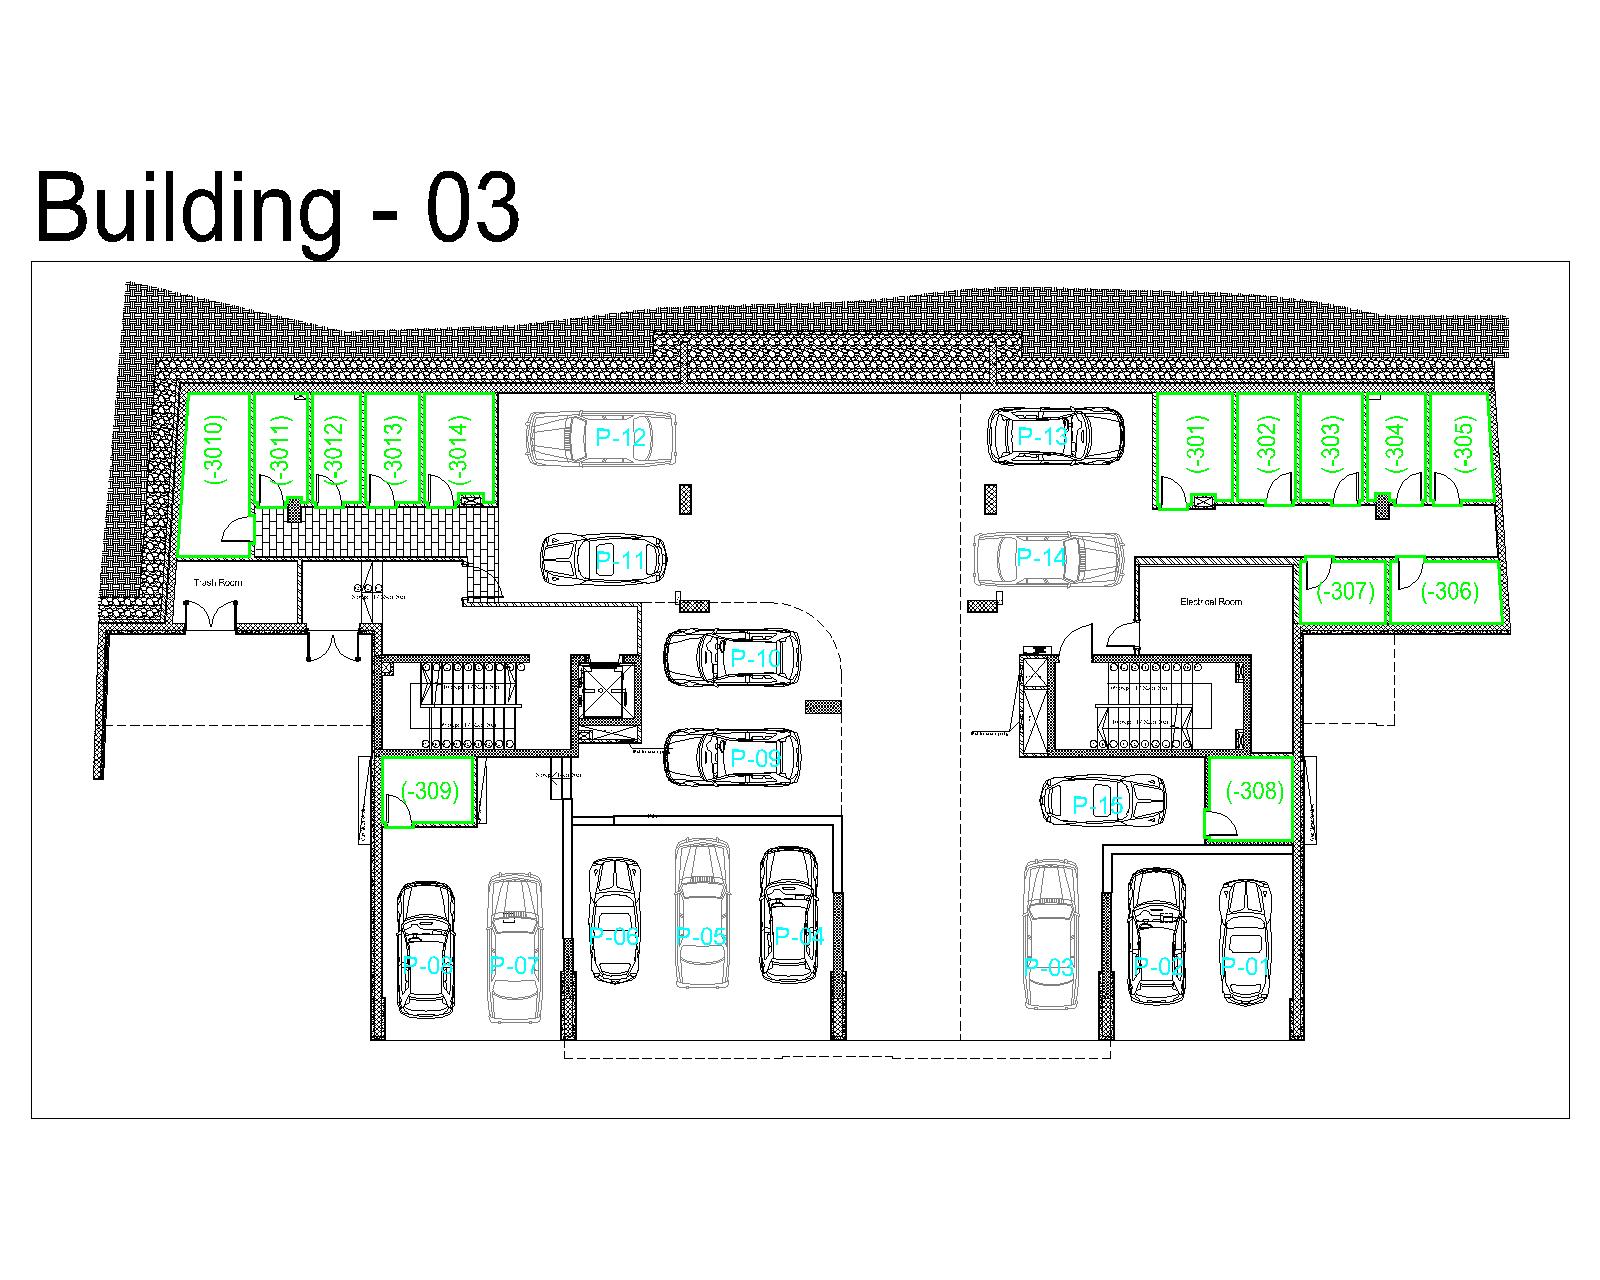 Building - 03
(-3010)
(-3011)
(-3012)
(-3013)
(-3014)
P-12
P-13
(-301)
(-302)
(-303)
(-304)
(-305)
P-11
P-14
Trash Room
Electrical Room
(-307)
(-306)
P-10
P-09
(-309)
P-15
(-308)
P-08
P-07
P-06
P-05
P-04
P-03
P-02
P-01